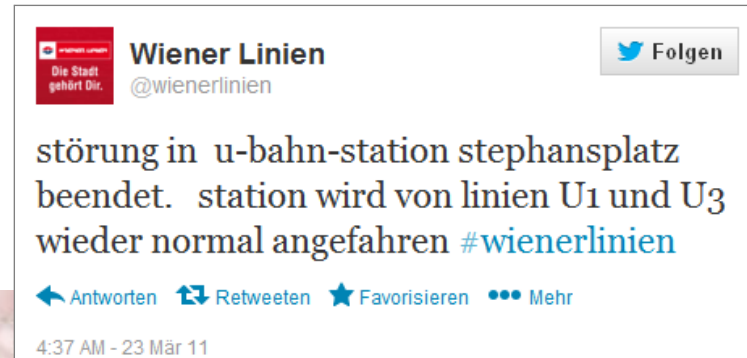 WIENER LINIEN
Die Stadt
gehört Dir.
Wiener Linien
@wienerlinien
Folgen
störung in  u-bahn-station stephansplatz
beendet.   station wird von linien U1 und U3
wieder normal angefahren #wienerlinien
Antworten Retweeten Favorisieren Mehr
4:37 AM - 23 Mär 11